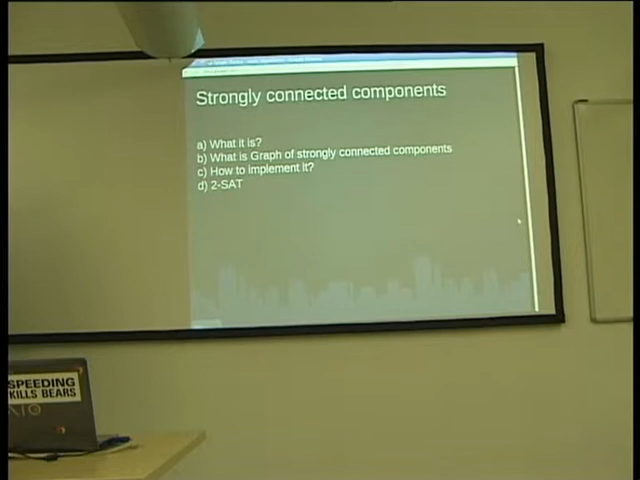 Strongly connected components
a) What it is?
b) What is Graph of strongly connected components
c) How to implement it?
d) 2-SAT
SPEEDING
KILLS BEARS